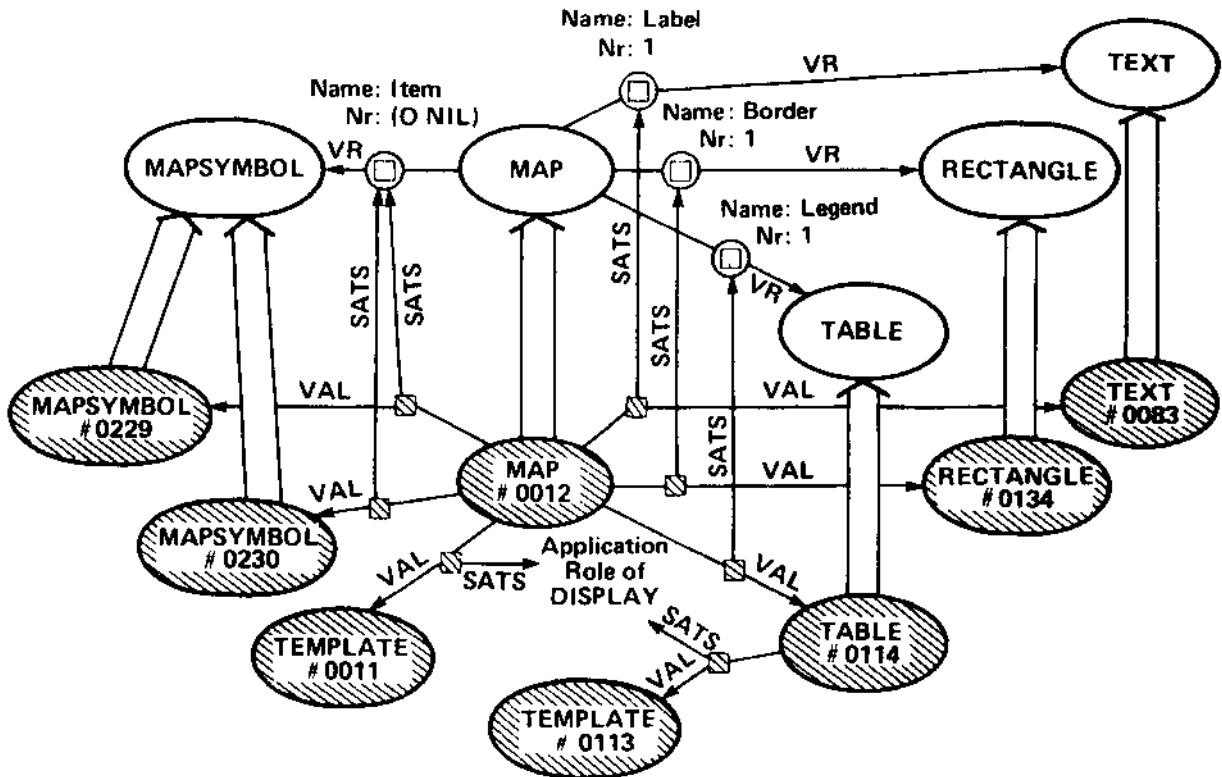 Name: Label
Nr: 1
VR
TEXT
Name: Item
Nr: (O NIL)
Name: Border
Nr: 1
MAPSYMBOL
VR
MAP
VR
RECTANGLE
Name: Legend
Nr: 1
SATS
SATS
SATS
SATS
SATS
VR
TABLE
MAPSYMBOL
# 0229
VAL
VAL
TEXT
# 0083
MAP
# 0012
VAL
RECTANGLE
# 0134
VAL
MAPSYMBOL
# 0230
VAL
SATS
Application
Role of
DISPLAY
VAL
TEMPLATE
# 0011
SATS
VAL
TABLE
# 0114
TEMPLATE
# 0113